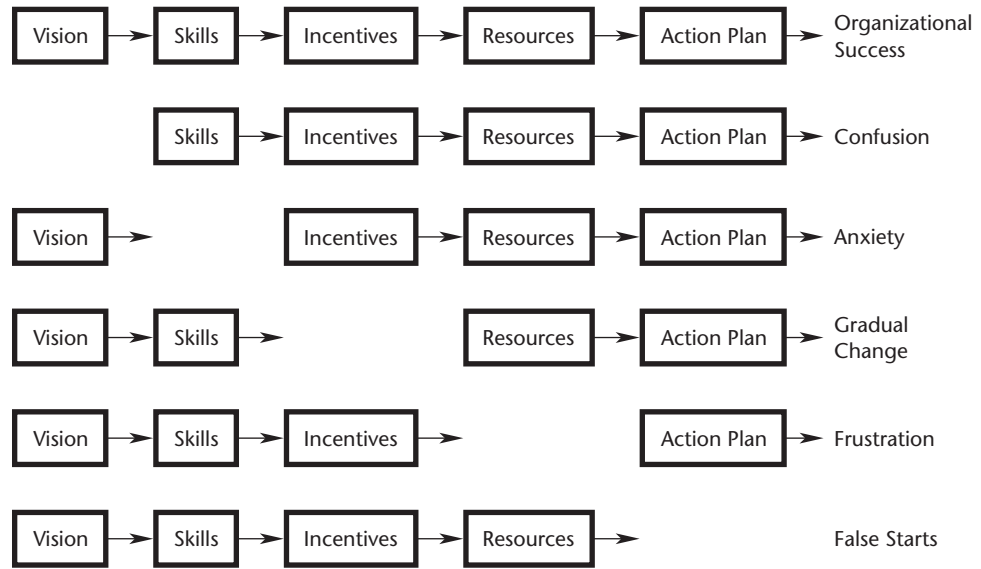 Vision Skills Incentives Resources Action Plan Organizational
Success
Skills Incentives Resources Action Plan Confusion
Vision Incentives Resources Action Plan Anxiety
Vision Skills Resources Action Plan Gradual
Change
Vision Skills Incentives Action Plan Frustration
Vision Skills Incentives Resources False Starts